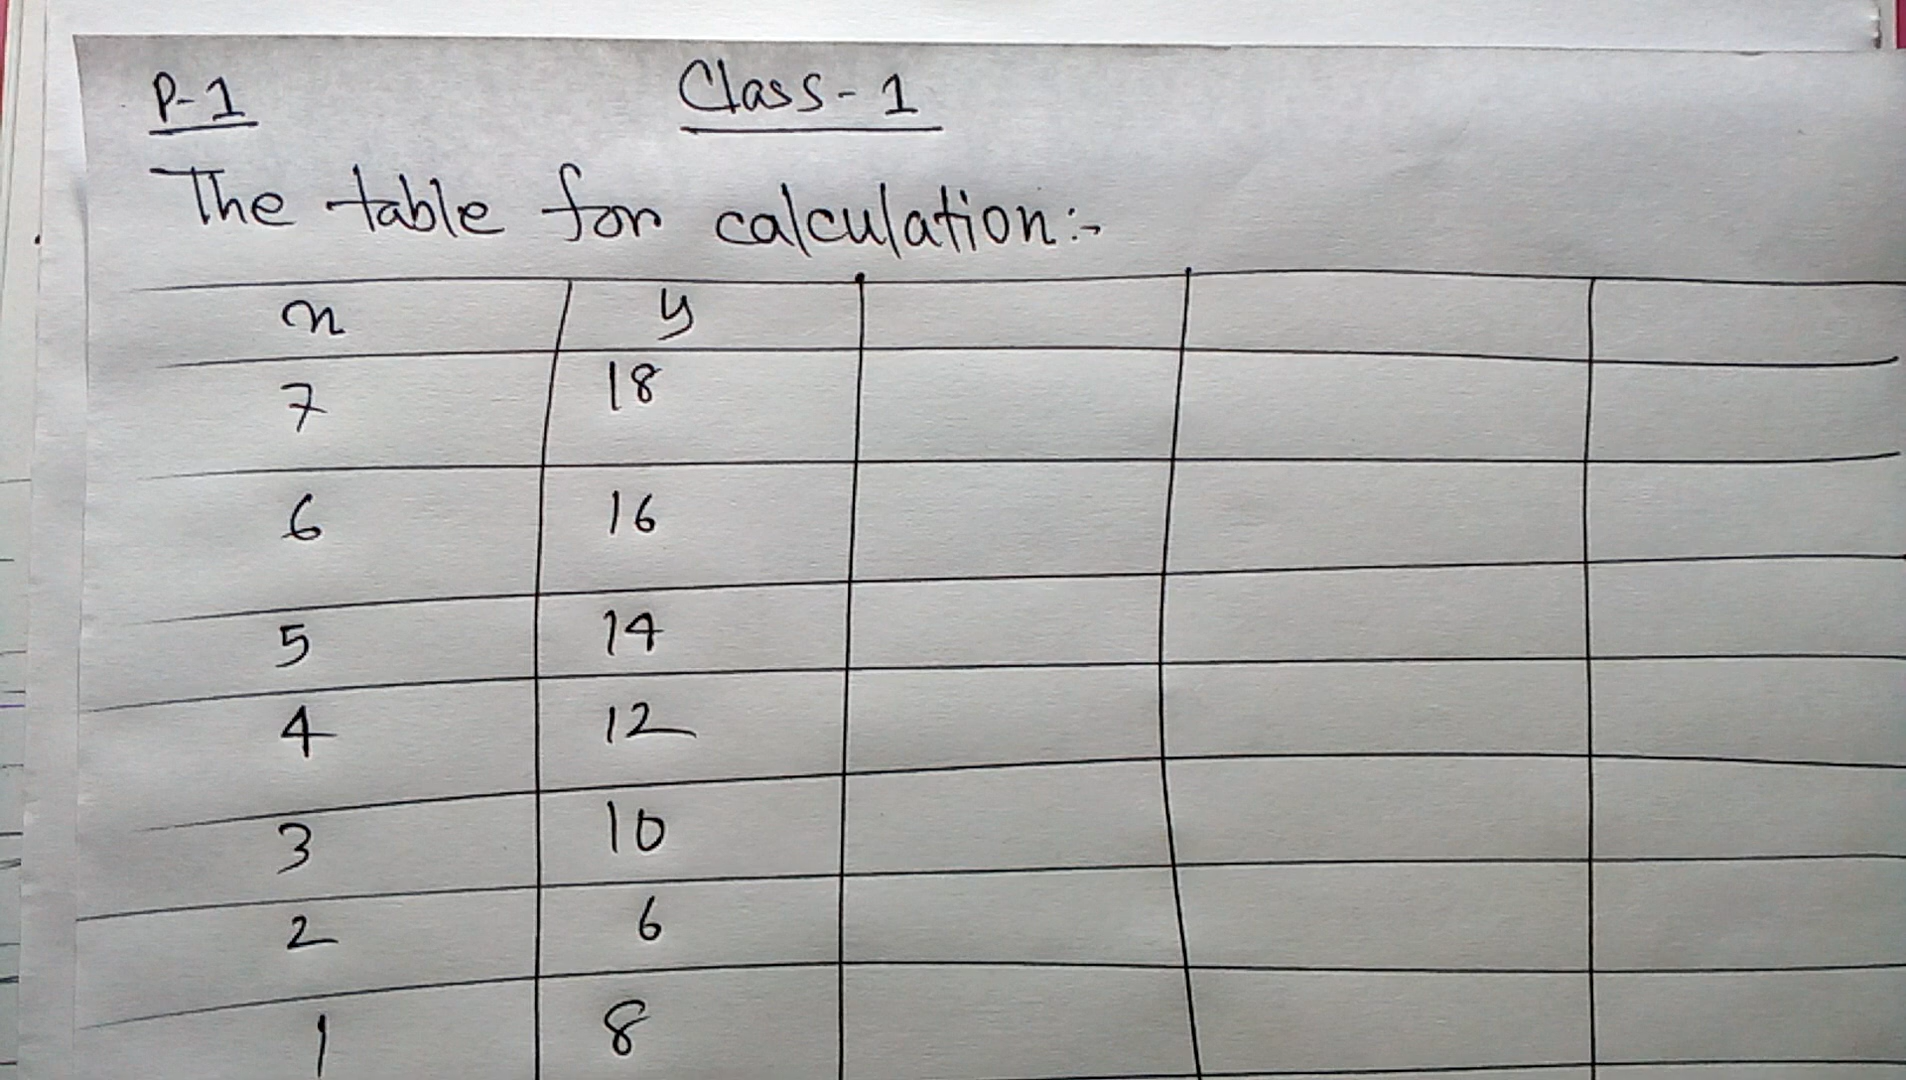 P-1 Class-1
The table for calculation:-
x y
7 18
6 16
5 14
4 12
3 10
2 6
1 8